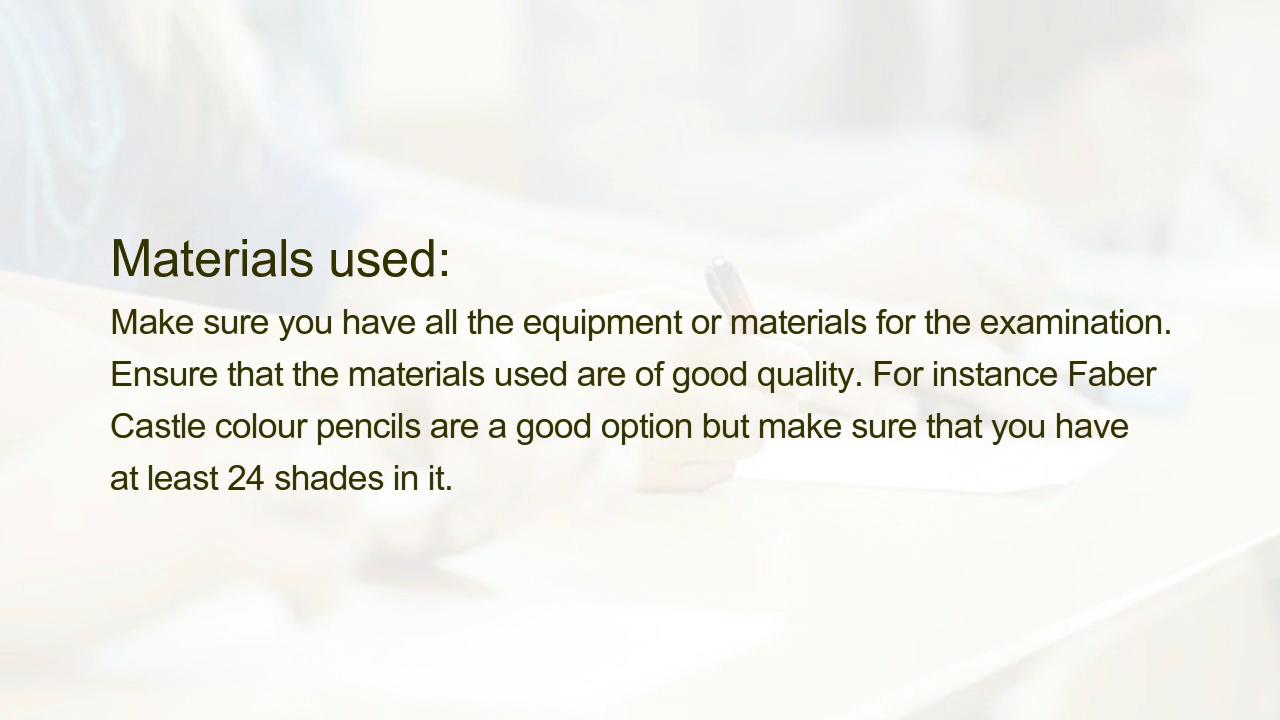 Materials used:
Make sure you have all the equipment or materials for the examination.
Ensure that the materials used are of good quality. For instance Faber
Castle colour pencils are a good option but make sure that you have
at least 24 shades in it.